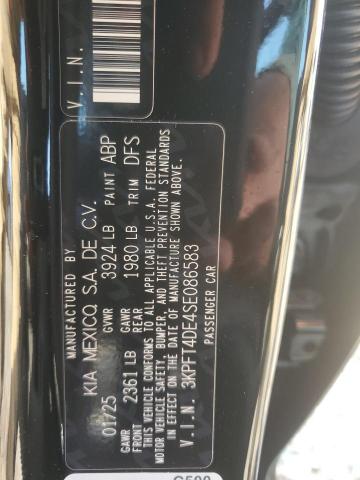 V.I.N.
MANUFACTURED BY
KIA MEXICO, S.A. DE C.V.
01/25 3924 LB PAINT ABP
GAWR FRONT 2361 LB GAWR REAR 1980 LB TRIM DFS
THIS VEHICLE CONFORMS TO ALL APPLICABLE U.S.A. FEDERAL
MOTOR VEHICLE SAFETY, BUMPER, AND THEFT PREVENTION STANDARDS
IN EFFECT ON THE DATE OF MANUFACTURE SHOWN ABOVE.
V.I.N. 3KPFT4DE4SE086583
PASSENGER CAR